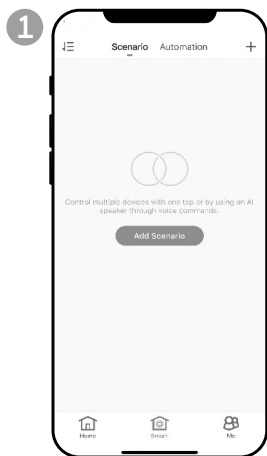 1
Scenario Automation +
Control multiple devices with one tap or by using an AI
speaker through voice commands.
Add Scenario
Home Smart Me